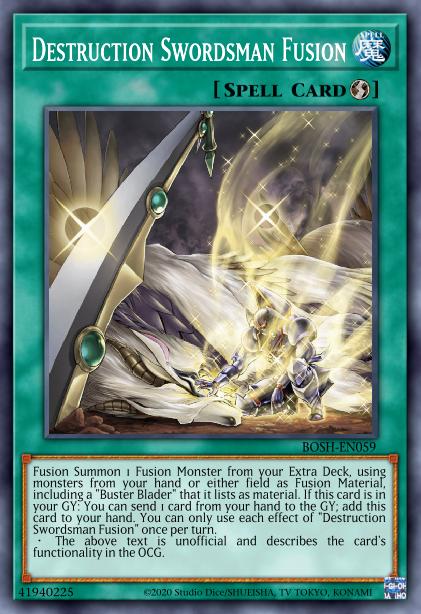 DESTRUCTION SWORDSMAN FUSION
SPELL
魔
[SPELL CARD]
BOSH-EN059
Fusion Summon 1 Fusion Monster from your Extra Deck, using
monsters from your hand or either field as Fusion Material,
including a "Buster Blader" that it lists as material. If this card is
in your GY: You can send 1 card from your hand to the GY; add this
card to your hand. You can only use each effect of "Destruction
Swordsman Fusion" once per turn.
· The above text is unofficial and describes the card's
functionality in the OCG.
41940225
©2020 Studio Dice/SHUEISHA, TV TOKYO, KONAMI